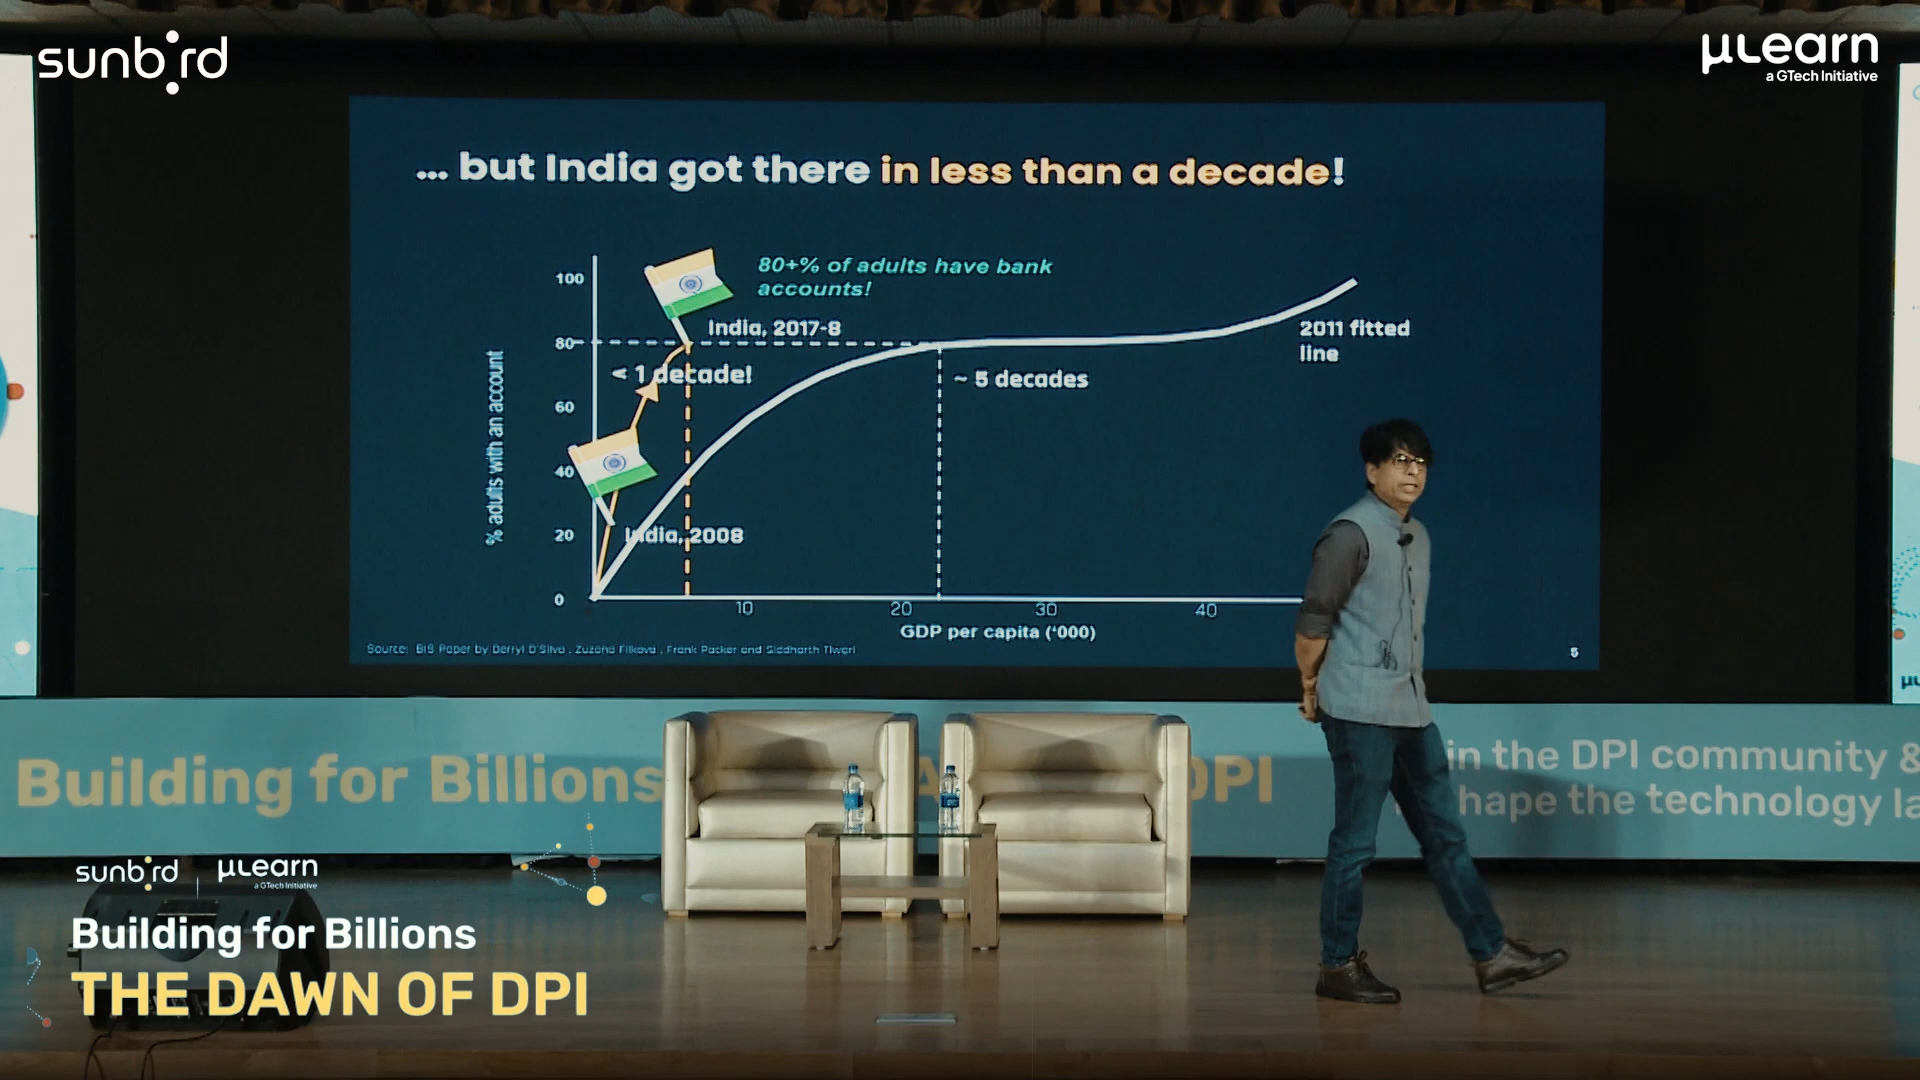 sunbird
µLearn
a GTech Initiative
... but India got there in less than a decade!
80+% of adults have bank
accounts!
India, 2017-8
2011 fitted
line
< 1 decade!
~ 5 decades
India, 2008
% adults with an account
100
80
60
40
20
0
10
20
30
40
GDP per capita (‘000)
Source: BIS Paper by Derryl D'Silva , Zuzana Filkova , Frank Packer and Siddharth Tiwari
5
Building for Billions
DPI
in the DPI community &
hape the technology la
sunbird
µLearn
a GTech Initiative
Building for Billions
THE DAWN OF DPI